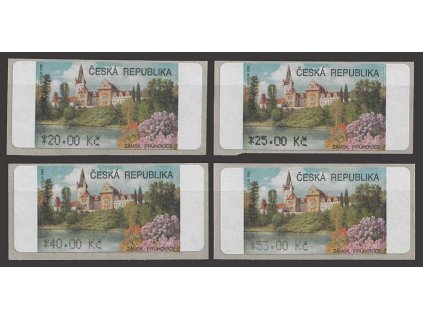 ČESKÁ REPUBLIKA
*20.00 Kč
ZÁMEK PRŮHONICE
ČESKÁ REPUBLIKA
*25.00 Kč
ZÁMEK PRŮHONICE
ČESKÁ REPUBLIKA
*40.00 Kč
ZÁMEK PRŮHONICE
ČESKÁ REPUBLIKA
*53.00 Kč
ZÁMEK PRŮHONICE